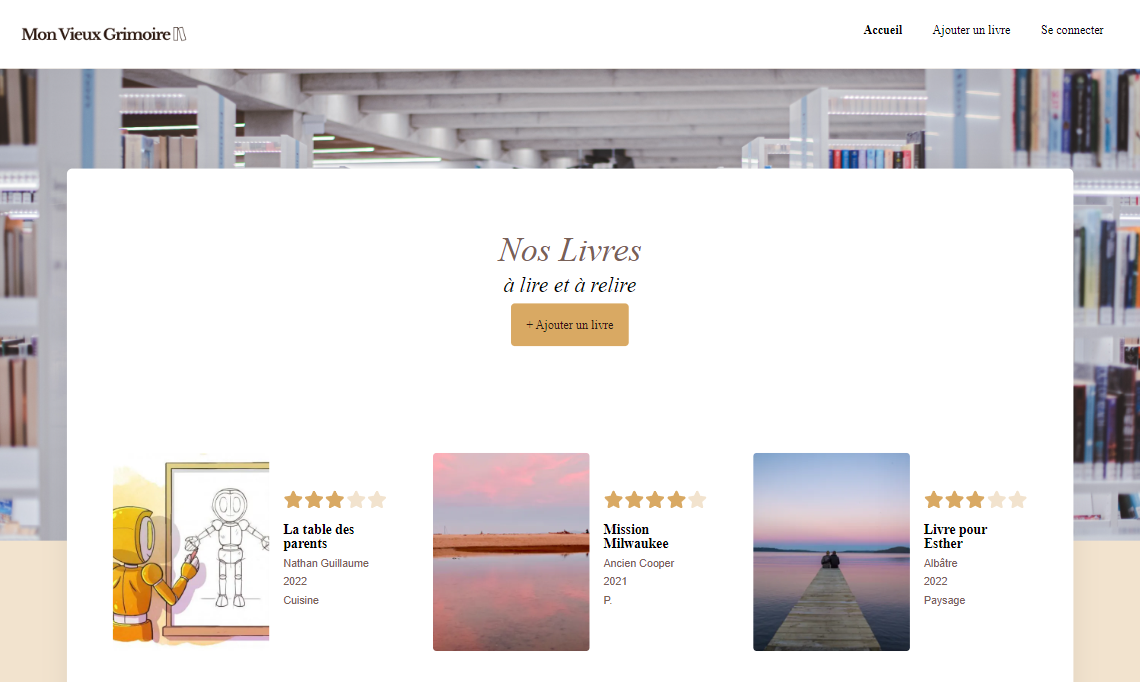 Mon Vieux Grimoire
Accueil
Ajouter un livre
Se connecter
Nos Livres
à lire et à relire
+ Ajouter un livre
La table des
parents
Nathan Guillaume
2022
Cuisine
Mission
Milwaukee
Ancien Cooper
2021
P.
Livre pour
Esther
Albâtre
2022
Paysage